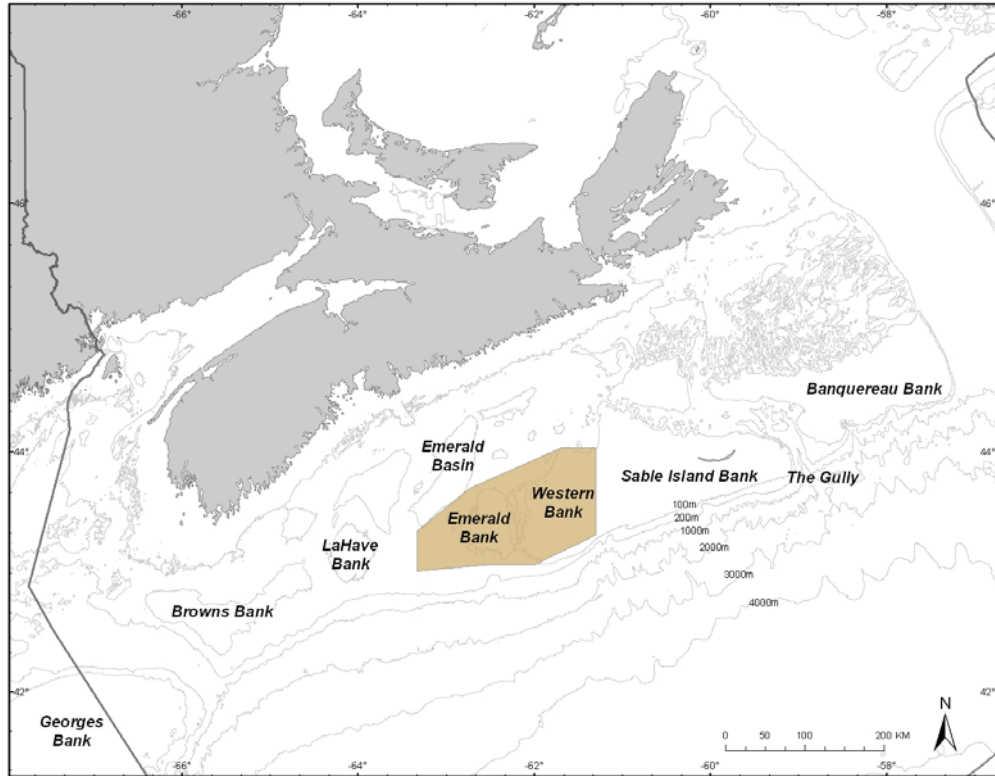 -66°
-64°
-62°
-60°
-58°
46°
46°
Banquereau Bank
44°
Emerald
Basin
44°
Sable Island Bank
The Gully
Western
Bank
100m
200m
1000m
2000m
3000m
4000m
Emerald
Bank
LaHave
Bank
Browns Bank
42°
42°
Georges
Bank
N
0
50
100
200 KM
-66°
-64°
-62°
-60°
-58°